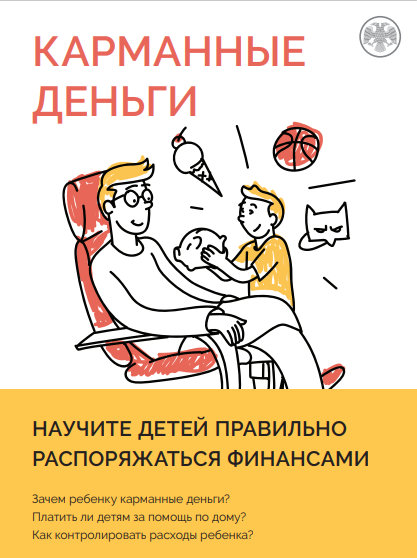 КАРМАННЫЕ
ДЕНЬГИ
НАУЧИТЕ ДЕТЕЙ ПРАВИЛЬНО
РАСПОРЯЖАТЬСЯ ФИНАНСАМИ
Зачем ребенку карманные деньги?
Платить ли детям за помощь по дому?
Как контролировать расходы ребенка?